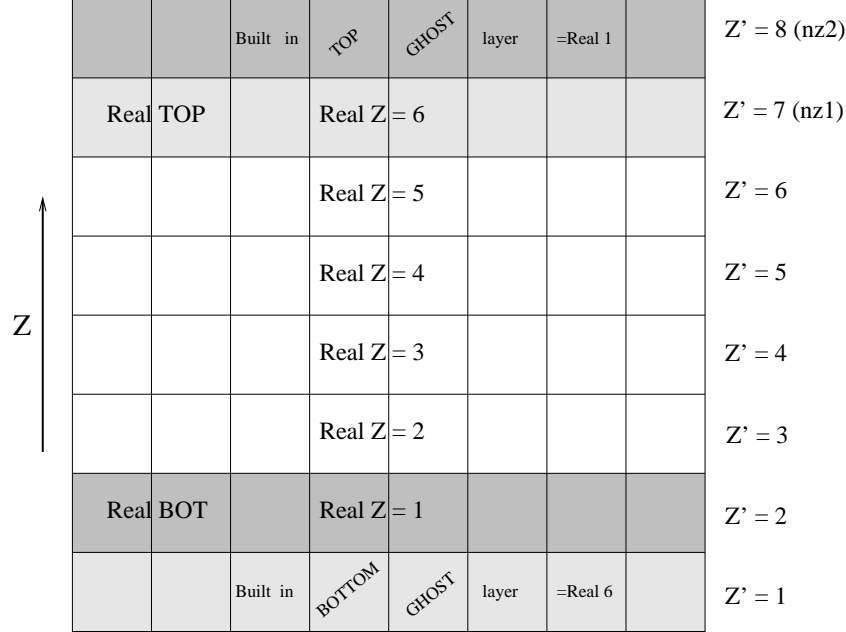 Built in TOP GHOST layer =Real 1 Z’ = 8 (nz2)
Real TOP Real Z = 6 Z’ = 7 (nz1)
Real Z = 5 Z’ = 6
Real Z = 4 Z’ = 5
Z
Real Z = 3 Z’ = 4
Real Z = 2 Z’ = 3
Real BOT Real Z = 1 Z’ = 2
Built in BOTTOM GHOST layer =Real 6 Z’ = 1